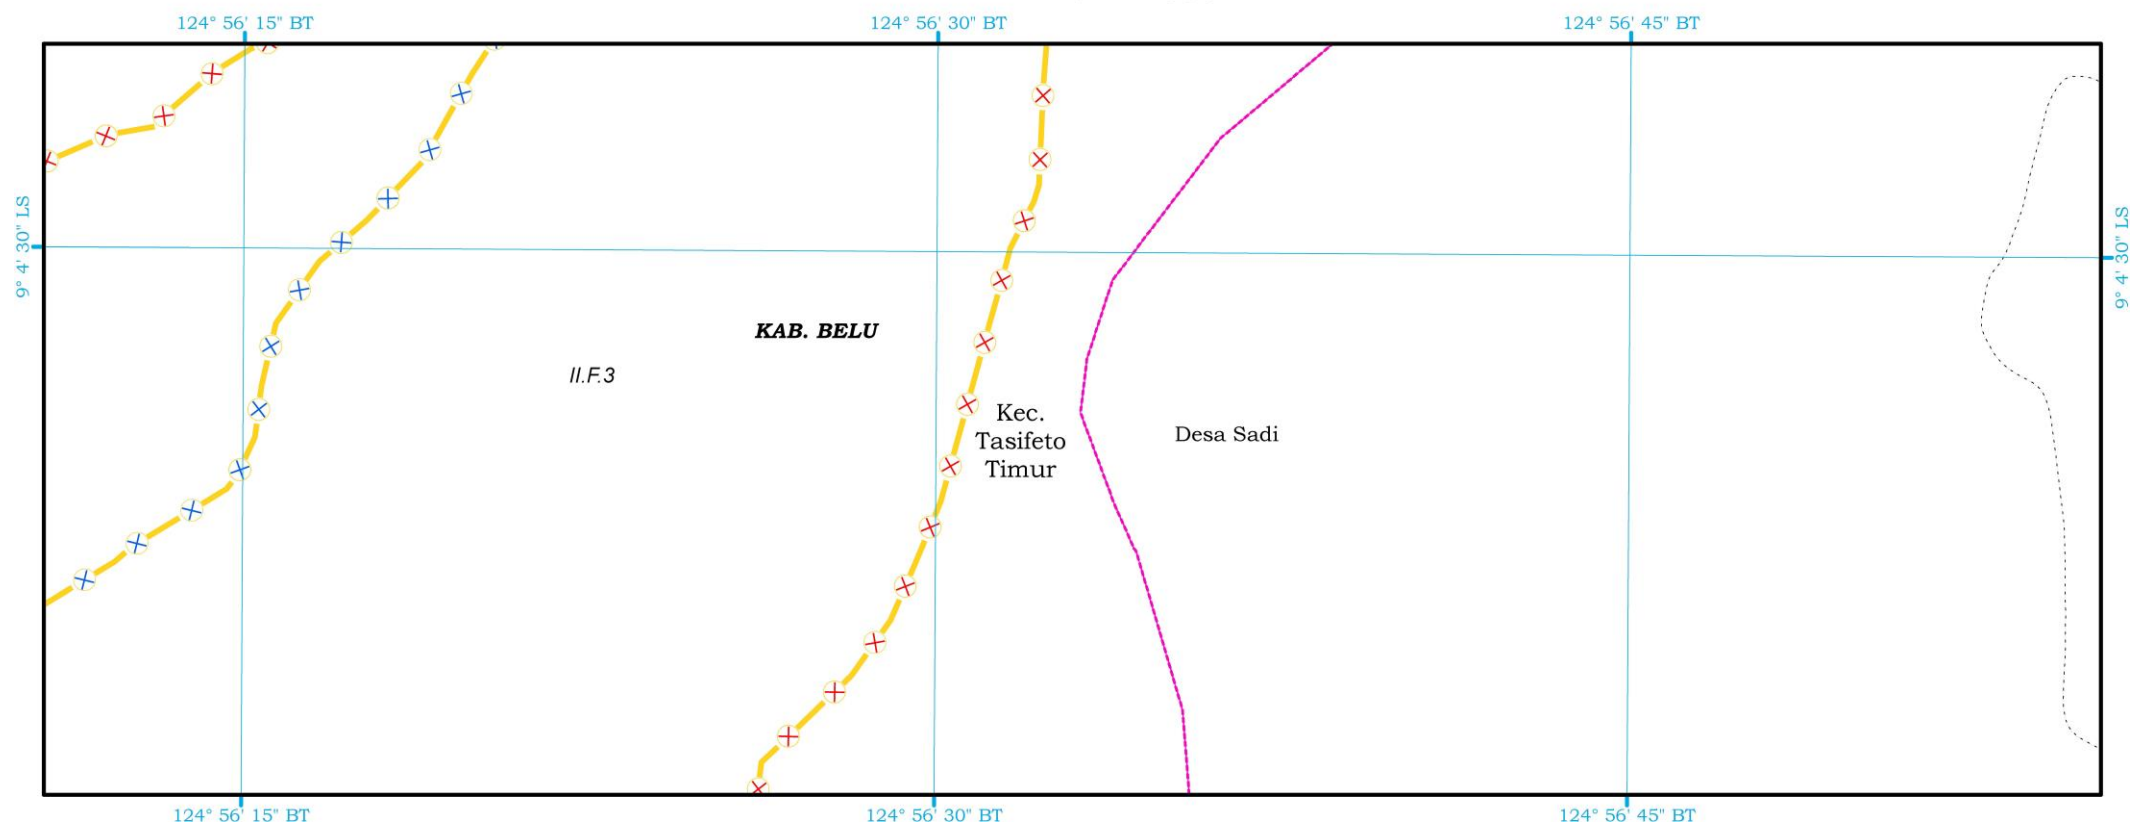 124° 56' 15" BT
124° 56' 30" BT
124° 56' 45" BT
9° 4' 30" LS
9° 4' 30" LS
KAB. BELU
II.F.3
Kec.
Tasifeto
Timur
Desa Sadi
124° 56' 15" BT
124° 56' 30" BT
124° 56' 45" BT